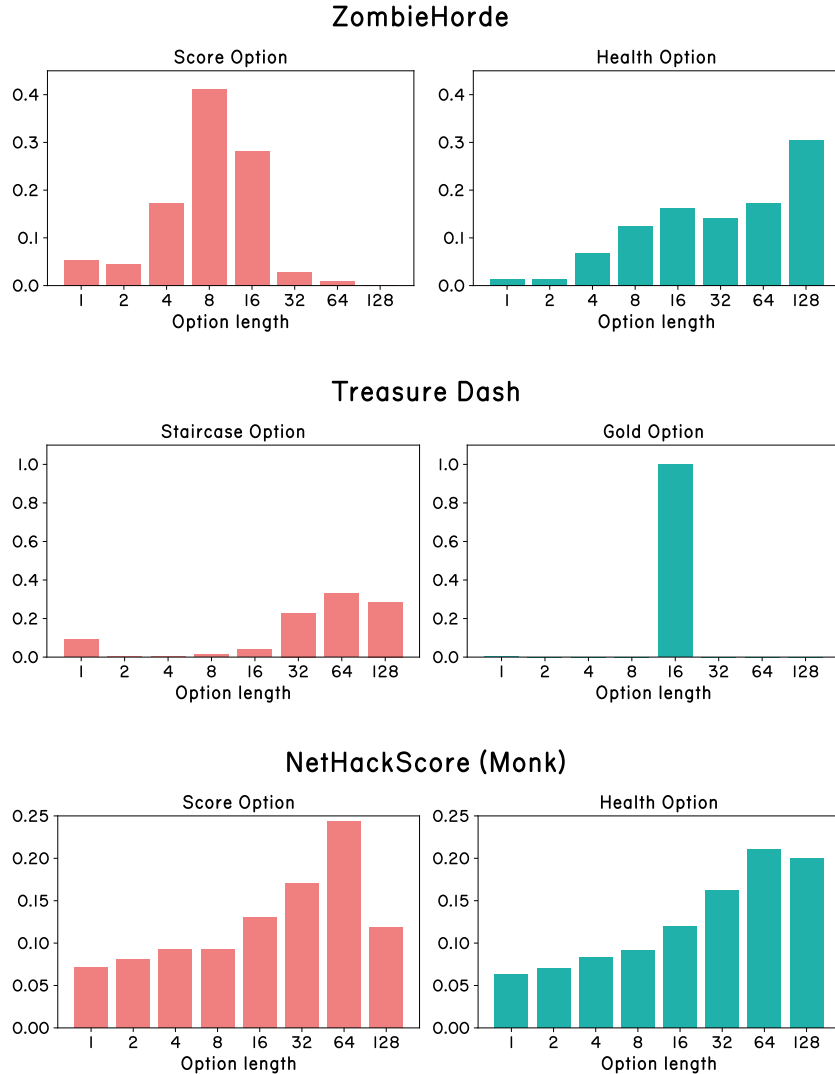 ZombieHorde
Score Option
Health Option
0.4
0.3
0.2
0.1
0.0
1 2 4 8 16 32 64 128
Option length
0.4
0.3
0.2
0.1
0.0
1 2 4 8 16 32 64 128
Option length
Treasure Dash
Staircase Option
Gold Option
1.0
0.8
0.6
0.4
0.2
0.0
1 2 4 8 16 32 64 128
Option length
1.0
0.8
0.6
0.4
0.2
0.0
1 2 4 8 16 32 64 128
Option length
NetHackScore (Monk)
Score Option
Health Option
0.25
0.20
0.15
0.10
0.05
0.00
1 2 4 8 16 32 64 128
Option length
0.25
0.20
0.15
0.10
0.05
0.00
1 2 4 8 16 32 64 128
Option length